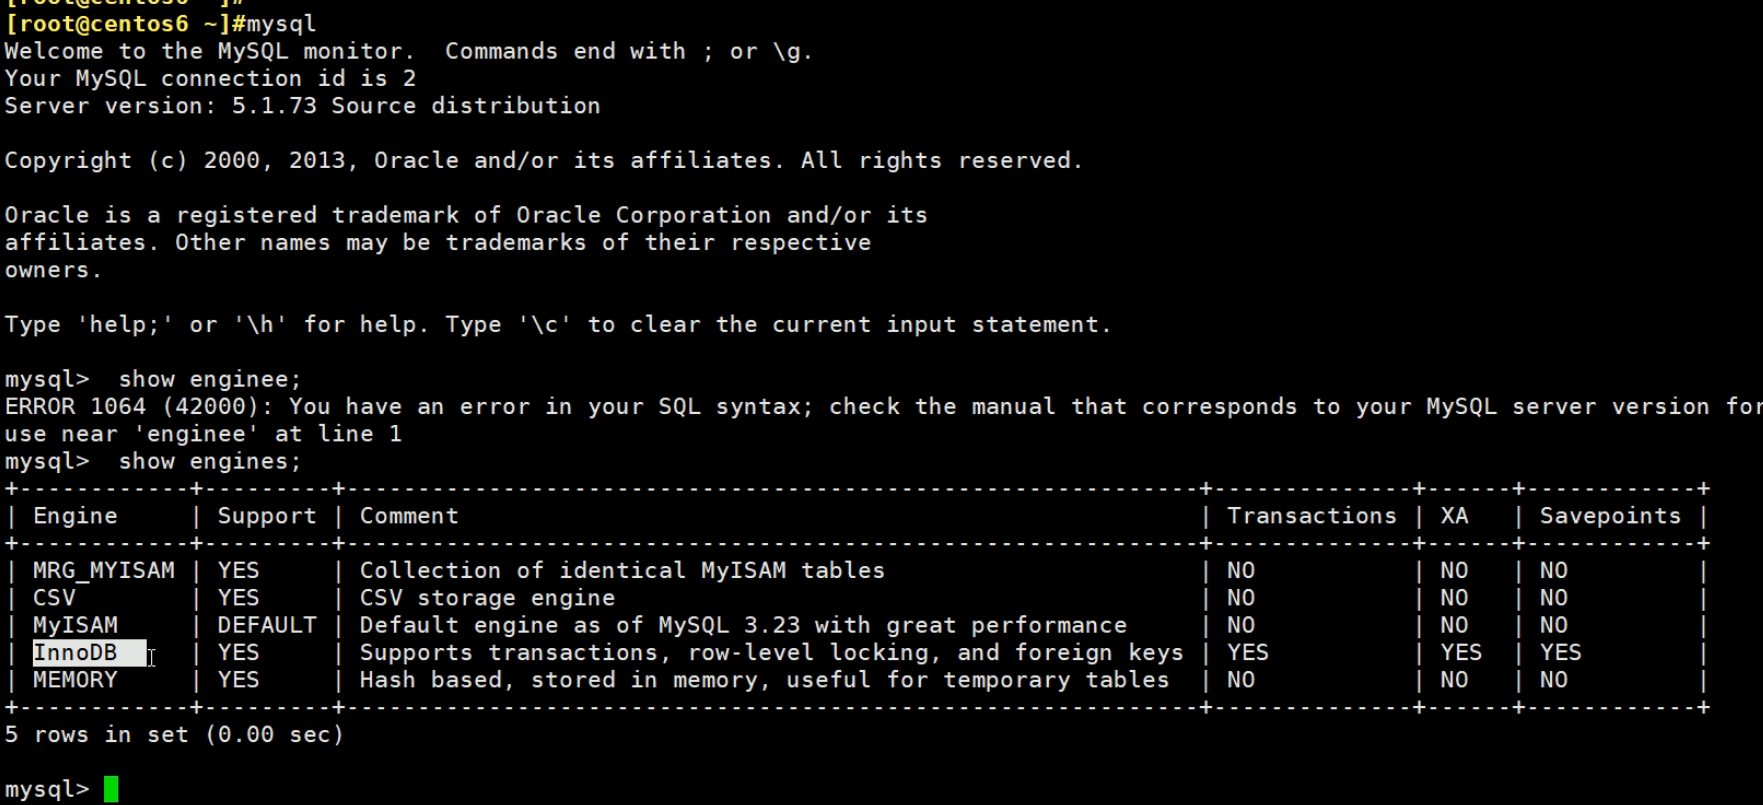 [root@centos6 ~]#
[root@centos6 ~]#mysql
Welcome to the MySQL monitor.  Commands end with ; or \g.
Your MySQL connection id is 2
Server version: 5.1.73 Source distribution

Copyright (c) 2000, 2013, Oracle and/or its affiliates. All rights reserved.

Oracle is a registered trademark of Oracle Corporation and/or its
affiliates. Other names may be trademarks of their respective
owners.

Type 'help;' or '\h' for help. Type '\c' to clear the current input statement.

mysql>  show enginee;
ERROR 1064 (42000): You have an error in your SQL syntax; check the manual that corresponds to your MySQL server version for
use near 'enginee' at line 1
mysql>  show engines;
+------------+---------+------------------------------------------------------------+--------------+------+------------+
| Engine     | Support | Comment                                                    | Transactions | XA   | Savepoints |
+------------+---------+------------------------------------------------------------+--------------+------+------------+
| MRG_MYISAM | YES     | Collection of identical MyISAM tables                      | NO           | NO   | NO         |
| CSV        | YES     | CSV storage engine                                         | NO           | NO   | NO         |
| MyISAM     | DEFAULT | Default engine as of MySQL 3.23 with great performance     | NO           | NO   | NO         |
| InnoDB     | YES     | Supports transactions, row-level locking, and foreign keys | YES          | YES  | YES        |
| MEMORY     | YES     | Hash based, stored in memory, useful for temporary tables  | NO           | NO   | NO         |
+------------+---------+------------------------------------------------------------+--------------+------+------------+
5 rows in set (0.00 sec)

mysql>